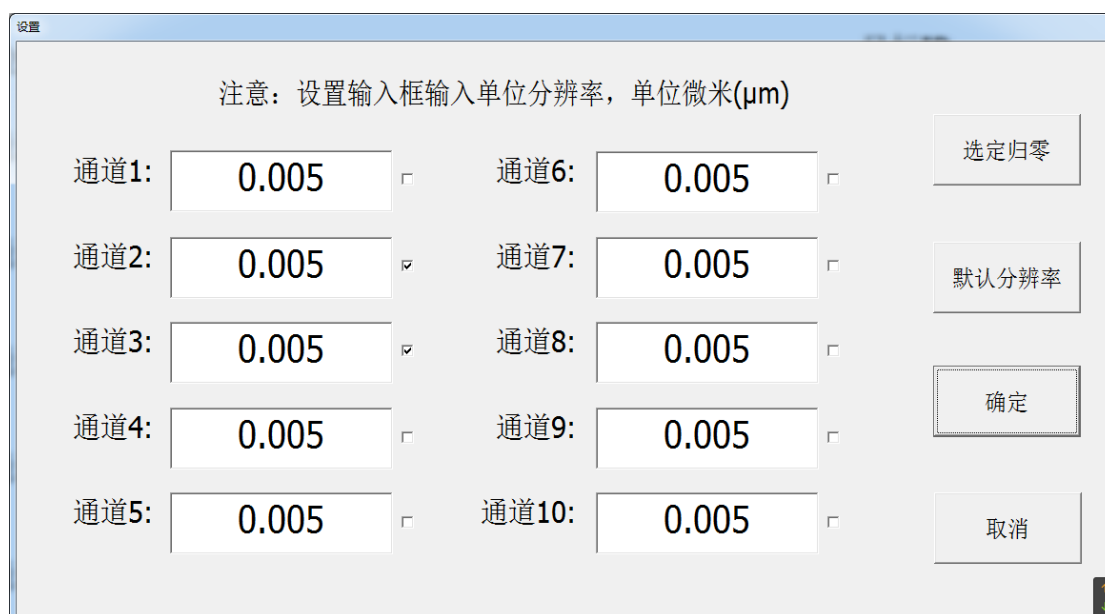 设置
注意：设置输入框输入单位分辨率，单位微米(μm)
通道1: 0.005 通道6: 0.005 选定归零
通道2: 0.005 通道7: 0.005 默认分辨率
通道3: 0.005 通道8: 0.005
通道4: 0.005 通道9: 0.005 确定
通道5: 0.005 通道10: 0.005 取消